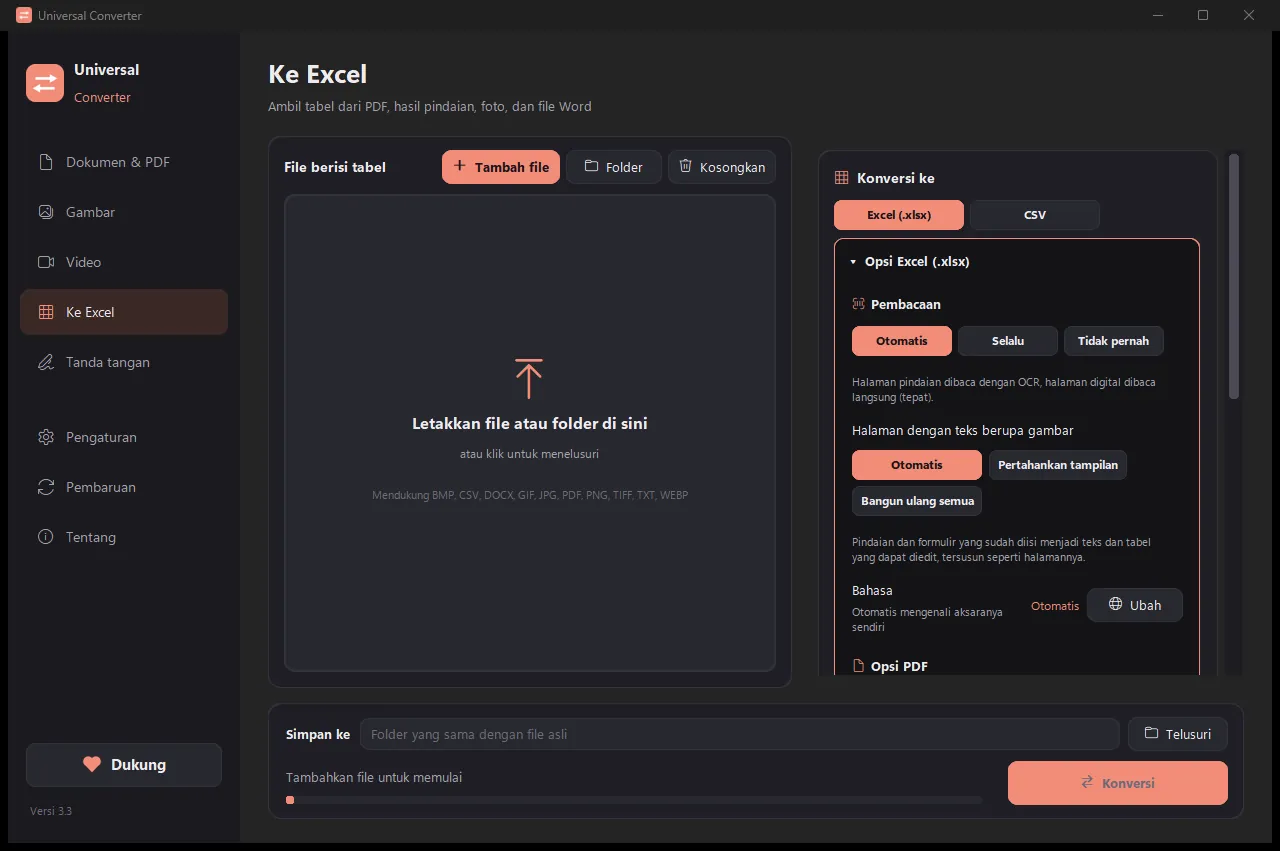 Universal Converter
Universal
Converter
Dokumen & PDF
Gambar
Video
Ke Excel
Tanda tangan
Pengaturan
Pembaruan
Tentang
Dukung
Versi 3.3
Ke Excel
Ambil tabel dari PDF, hasil pindaian, foto, dan file Word
File berisi tabel
Tambah file
Folder
Kosongkan
Letakkan file atau folder di sini
atau klik untuk menelusuri
Mendukung BMP, CSV, DOCX, GIF, JPG, PDF, PNG, TIFF, TXT, WEBP
Konversi ke
Excel (.xlsx)
CSV
Opsi Excel (.xlsx)
Pembacaan
Otomatis
Selalu
Tidak pernah
Halaman pindaian dibaca dengan OCR, halaman digital dibaca
langsung (tepat).
Halaman dengan teks berupa gambar
Otomatis
Pertahankan tampilan
Bangun ulang semua
Pindaian dan formulir yang sudah diisi menjadi teks dan tabel
yang dapat diedit, tersusun seperti halamannya.
Bahasa
Otomatis mengenali aksaranya
sendiri
Otomatis
Ubah
Opsi PDF
Simpan ke
Folder yang sama dengan file asli
Telusuri
Tambahkan file untuk memulai
Konversi